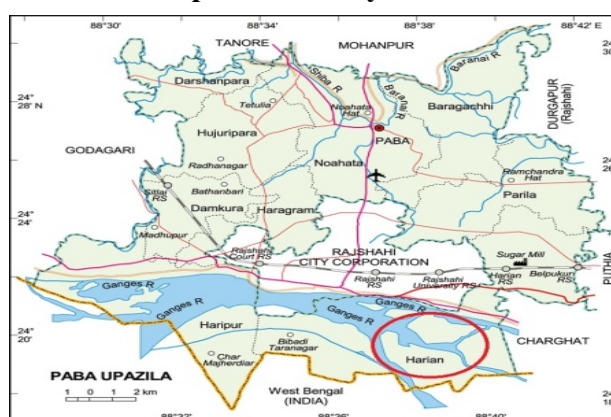 88° 30'
88° 34'
88° 38'
88° 42' E
TANORE
MOHANPUR
Darshanpara
Shiba R
Baranai R
Baranai R
24°
28'
N
Tetulia
Noahata
Hat
Baragachhi
DURGAPUR
(Rajshahi)
Hujuripara
PABA
GODAGARI
Radhanagar
Noahata
Ramchandra
Hat
Bathanbari
Parila
Sitlai
RS
Damkura
Haragram
24°
24'
Madhupur
Rajshahi
Court RS
RAJSHAHI
CITY CORPORATION
Sugar Mill
PUTHIA
Rajshahi
RS
Rajshahi
University RS
Harian
RS
Belpukuri RS
Ganges R
Ganges R
Ganges R
24°
20'
Haripur
Bibadi
Taranagar
CHARGHAT
Char
Majherdiar
Harian
PABA UPAZILA
1 0 1 2 km
West Bengal
(INDIA)